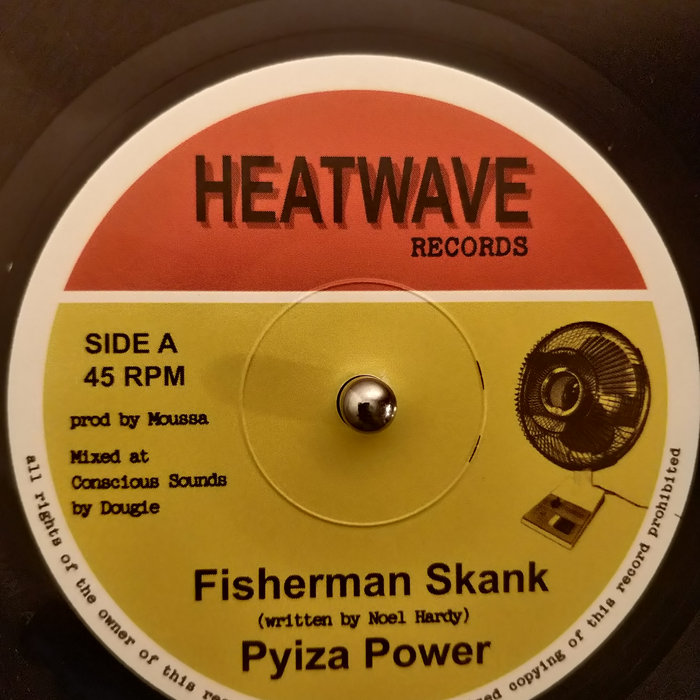 HEATWAVE
RECORDS
SIDE A
45 RPM
prod by Moussa
Mixed at
Conscious Sounds
by Dougie
Fisherman Skank
(written by Noel Hardy)
Pyiza Power
all rights of the owner of this
copying of this record prohibited